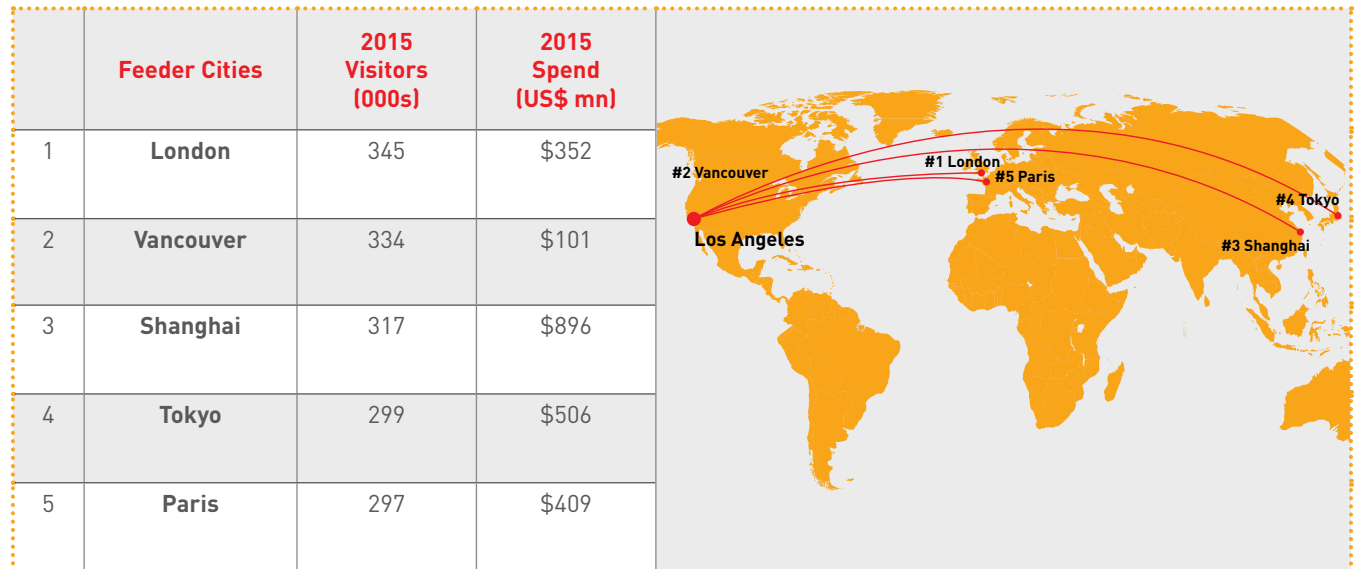 Feeder Cities
2015
Visitors
(000s)
2015
Spend
(US$ mn)
1 London 345 $352
2 Vancouver 334 $101
3 Shanghai 317 $896
4 Tokyo 299 $506
5 Paris 297 $409
#2 Vancouver
#1 London
#5 Paris
#4 Tokyo
Los Angeles
#3 Shanghai